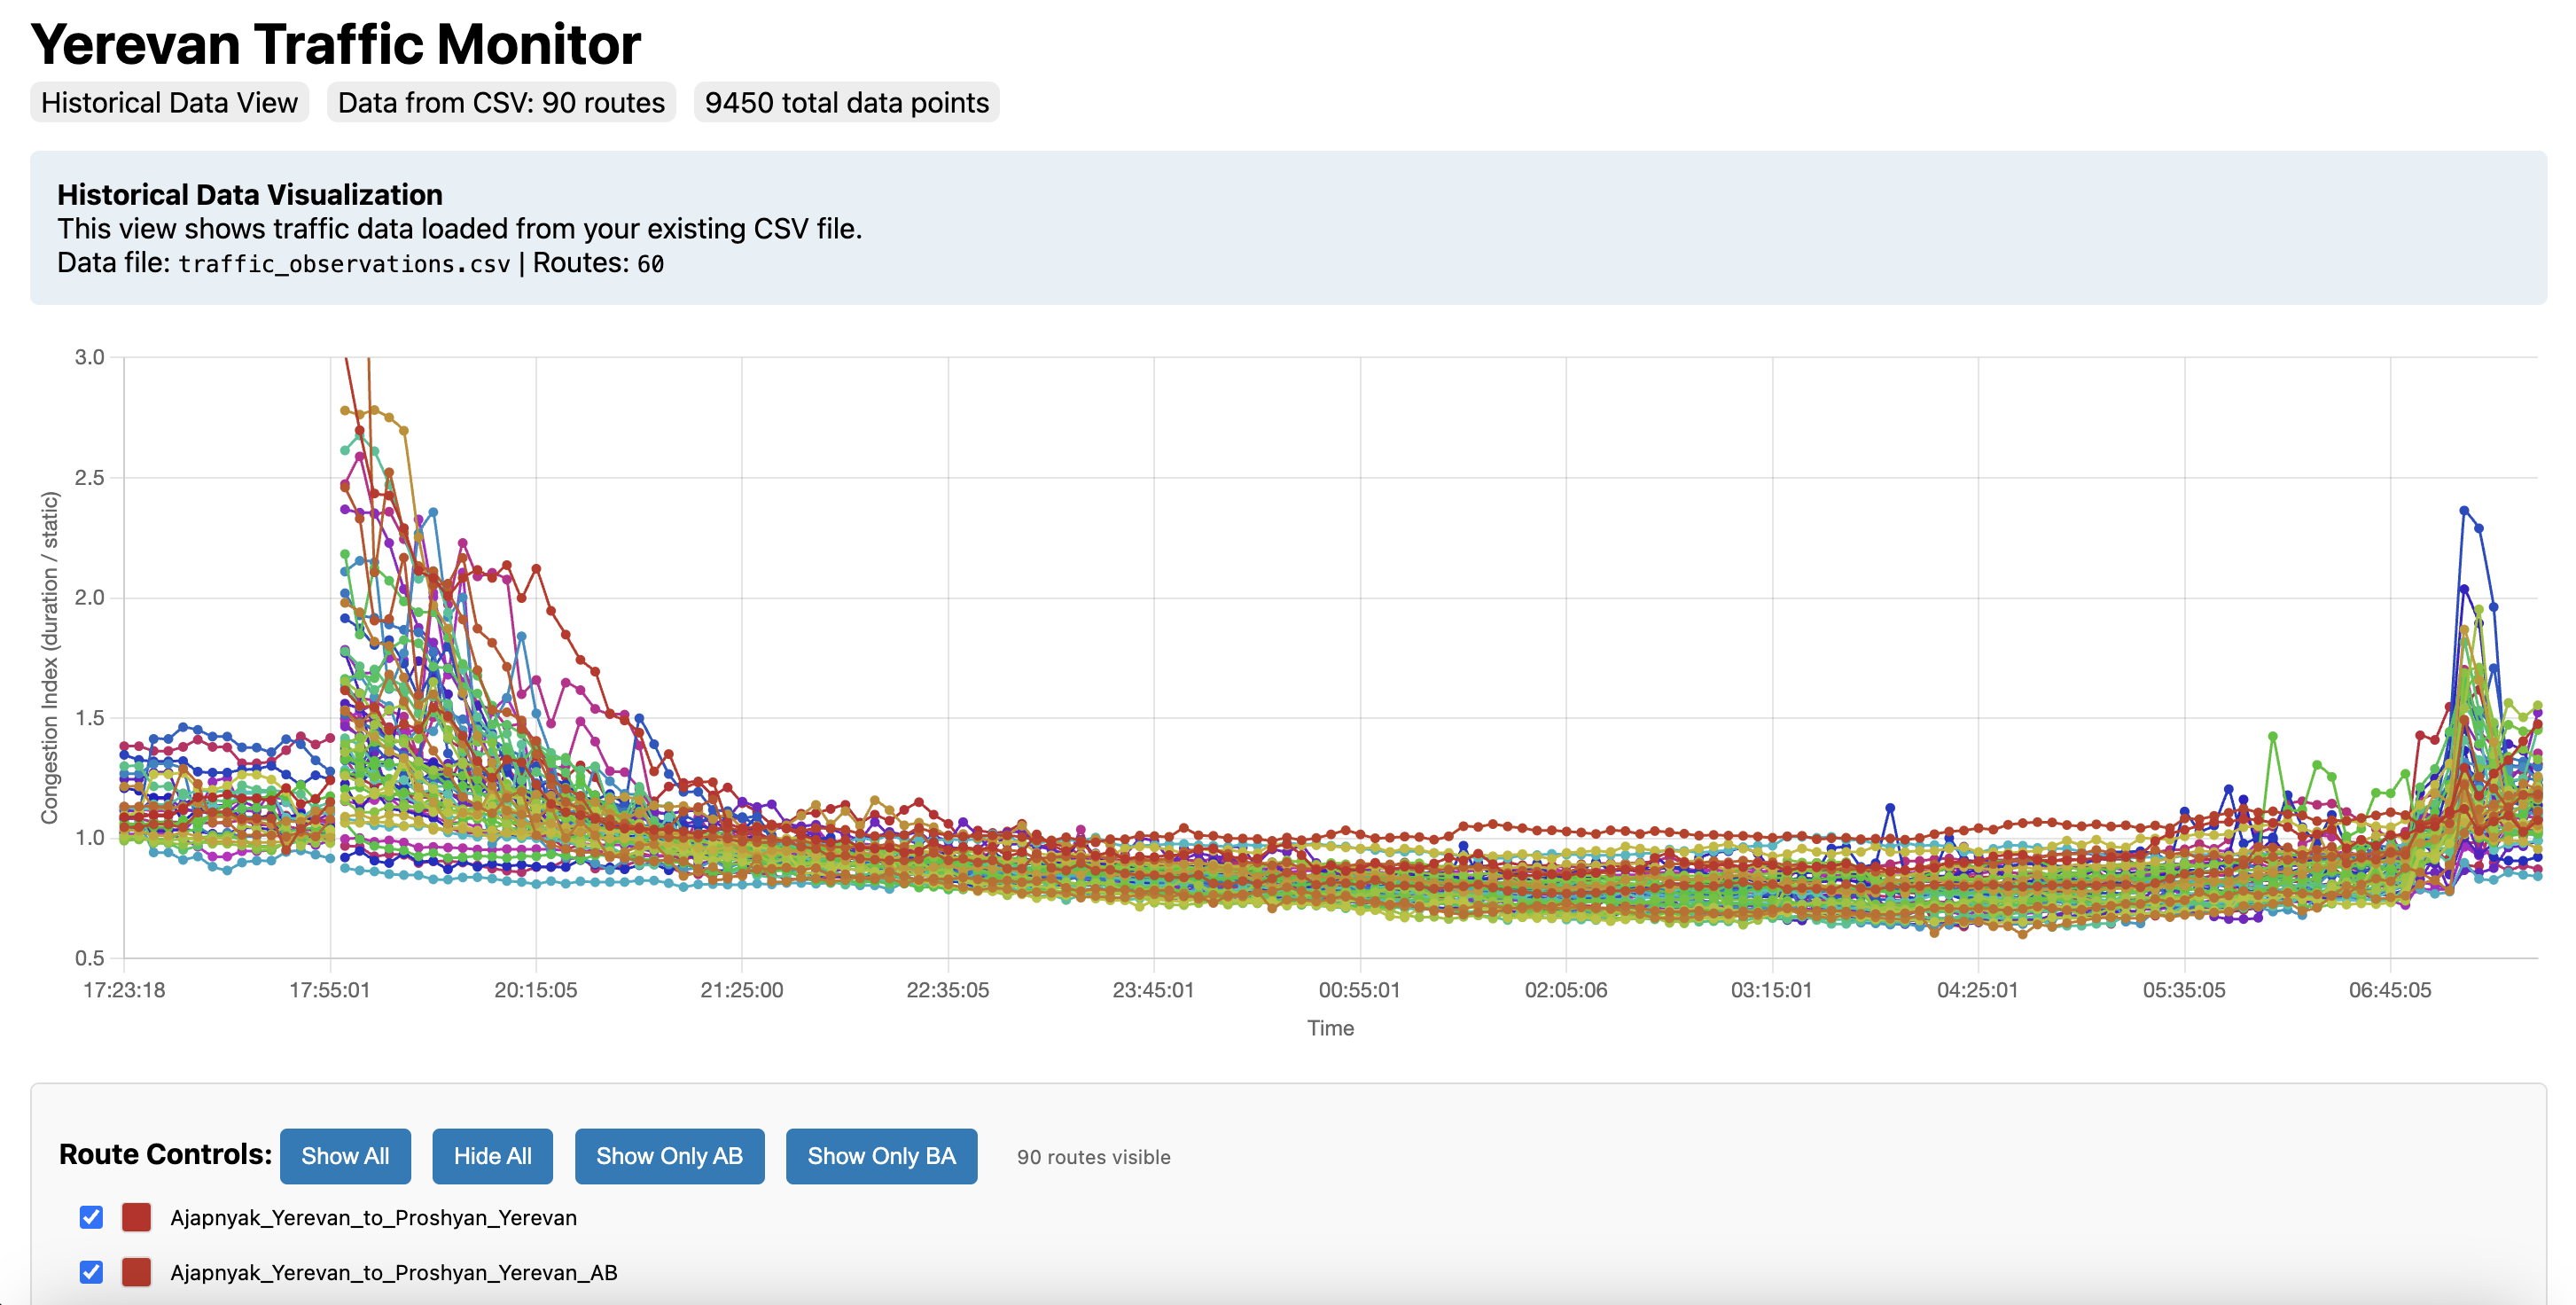 Yerevan Traffic Monitor
Historical Data View Data from CSV: 90 routes 9450 total data points
Historical Data Visualization
This view shows traffic data loaded from your existing CSV file.
Data file: traffic_observations.csv | Routes: 60
Congestion Index (duration / static)
3.0
2.5
2.0
1.5
1.0
0.5
17:23:18 17:55:01 20:15:05 21:25:00 22:35:05 23:45:01 00:55:01 02:05:06 03:15:01 04:25:01 05:35:05 06:45:05
Time
Route Controls: Show All Hide All Show Only AB Show Only BA 90 routes visible
Ajapnyak_Yerevan_to_Proshyan_Yerevan
Ajapnyak_Yerevan_to_Proshyan_Yerevan_AB